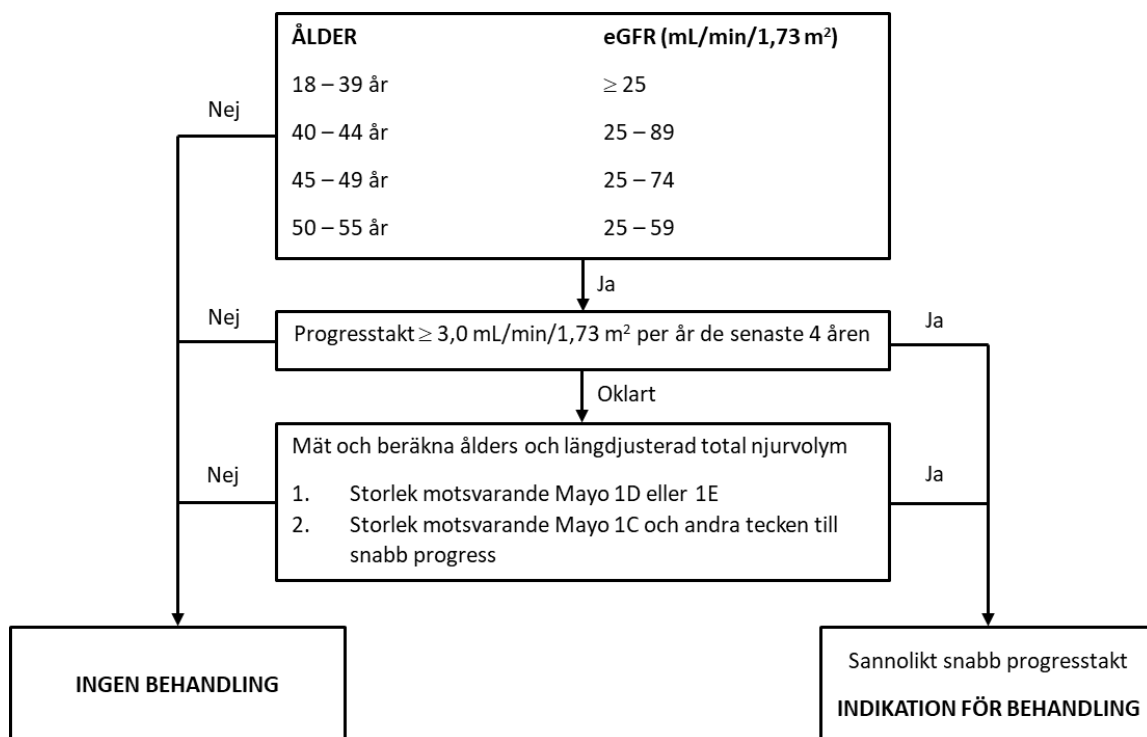 ÅLDER eGFR (mL/min/1,73 m²)
18 – 39 år ≥ 25
Nej
40 – 44 år 25 – 89
45 – 49 år 25 – 74
50 – 55 år 25 – 59
Ja
Nej
Progresstakt ≥ 3,0 mL/min/1,73 m² per år de senaste 4 åren
Ja
Oklart
Mät och beräkna ålders och längdjusterad total njurvolym
Nej
1. Storlek motsvarande Mayo 1D eller 1E
2. Storlek motsvarande Mayo 1C och andra tecken till
snabb progress
Ja
INGEN BEHANDLING
Sannolikt snabb progresstakt
INDIKATION FÖR BEHANDLING